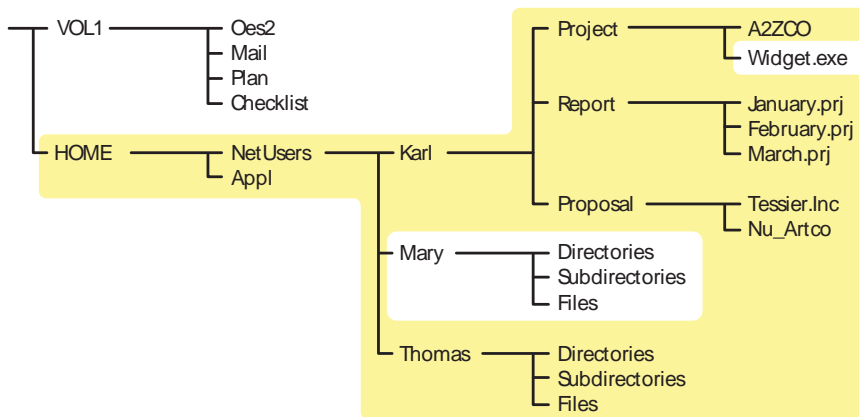 VOL1
Oes2
Mail
Plan
Checklist
HOME
NetUsers
Appl
Karl
Project
A2ZCO
Widget.exe
Report
January.prj
February.prj
March.prj
Proposal
Tessier.Inc
Nu_Artco
Mary
Directories
Subdirectories
Files
Thomas
Directories
Subdirectories
Files